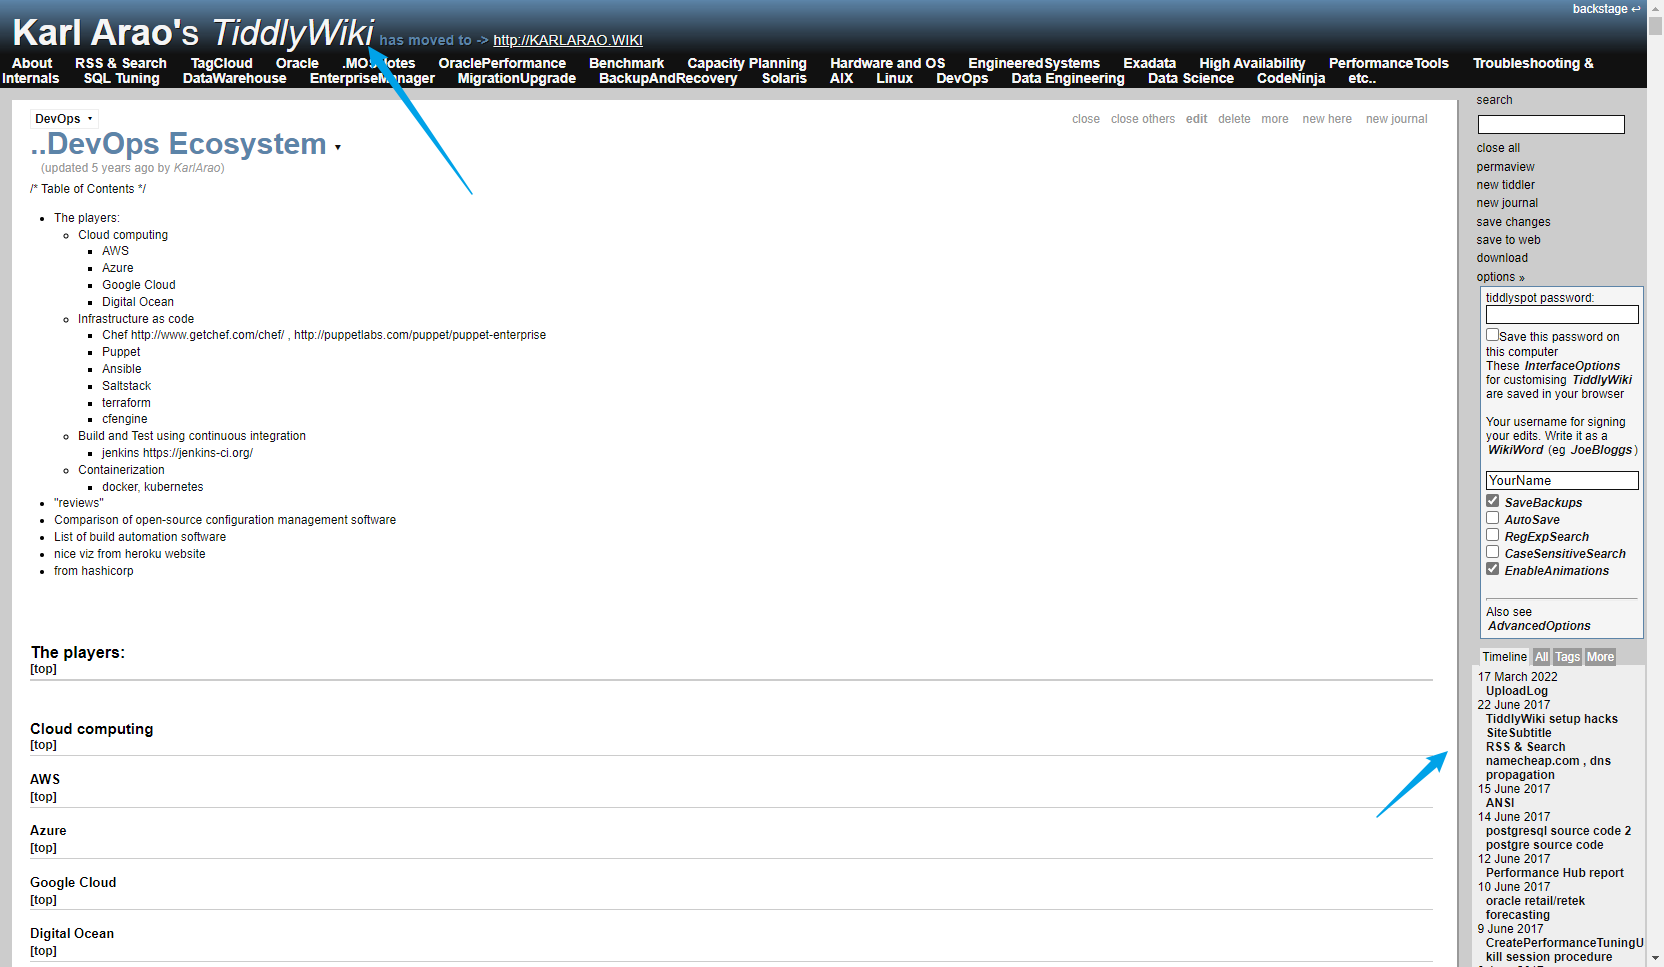 backstage ↩
Karl Arao's TiddlyWiki has moved to -> http://KARLARAO.WIKI
About RSS & Search TagCloud Oracle .MOSNotes OraclePerformance Benchmark Capacity Planning Hardware and OS EngineeredSystems Exadata High Availability PerformanceTools Troubleshooting &
Internals SQL Tuning DataWarehouse EnterpriseManager MigrationUpgrade BackupAndRecovery Solaris AIX Linux DevOps Data Engineering Data Science CodeNinja etc..
DevOps
close close others edit delete more new here new journal
..DevOps Ecosystem
(updated 5 years ago by KarlArao)
/* Table of Contents */
The players:
Cloud computing
AWS
Azure
Google Cloud
Digital Ocean
Infrastructure as code
Chef http://www.getchef.com/chef/ , http://puppetlabs.com/puppet/puppet-enterprise
Puppet
Ansible
Saltstack
terraform
cfengine
Build and Test using continuous integration
jenkins https://jenkins-ci.org/
Containerization
docker, kubernetes
"reviews"
Comparison of open-source configuration management software
List of build automation software
nice viz from heroku website
from hashicorp
The players:
[top]
Cloud computing
[top]
AWS
[top]
Azure
[top]
Google Cloud
[top]
Digital Ocean
[top]
search
close all
permaview
new tiddler
new journal
save changes
save to web
download
options »
tiddlyspot password:
Save this password on
this computer
These InterfaceOptions
for customising TiddlyWiki
are saved in your browser
Your username for signing
your edits. Write it as a
WikiWord (eg JoeBloggs)
YourName
SaveBackups
AutoSave
RegExpSearch
CaseSensitiveSearch
EnableAnimations
Also see
AdvancedOptions
Timeline All Tags More
17 March 2022
UploadLog
22 June 2017
TiddlyWiki setup hacks
SiteSubtitle
RSS & Search
namecheap.com , dns
propagation
15 June 2017
ANSI
14 June 2017
postgresql source code 2
postgre source code
12 June 2017
Performance Hub report
10 June 2017
oracle retail/retek
forecasting
9 June 2017
CreatePerformanceTuningU
kill session procedure